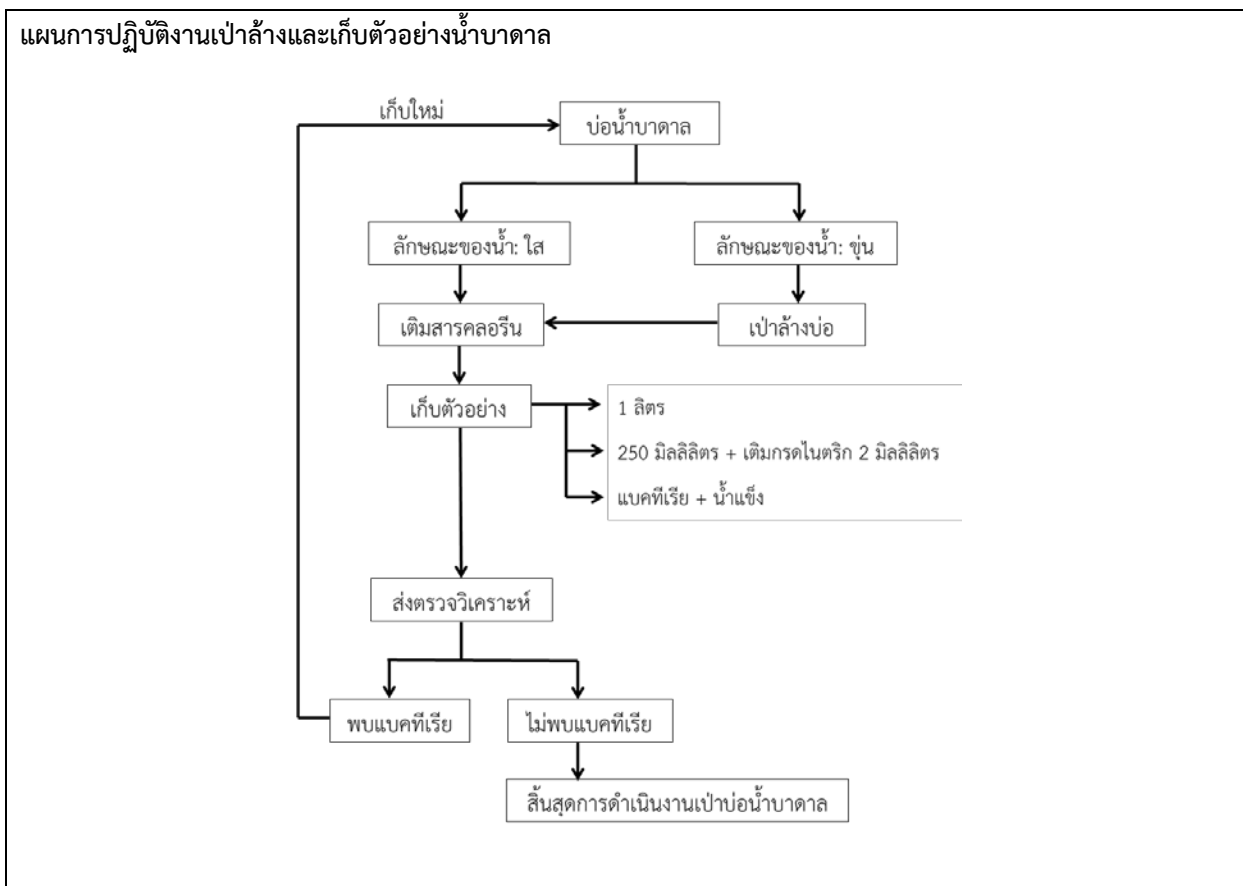 แผนการปฏิบัติงานเป่าล้างและเก็บตัวอย่างน้ำบาดาล
เก็บใหม่
บ่อน้ำบาดาล
ลักษณะของน้ำ: ใส
ลักษณะของน้ำ: ขุ่น
เติมสารคลอรีน
เป่าล้างบ่อ
เก็บตัวอย่าง
1 ลิตร
250 มิลลิลิตร + เติมกรดไนตริก 2 มิลลิลิตร
แบคทีเรีย + น้ำแข็ง
ส่งตรวจวิเคราะห์
พบแบคทีเรีย
ไม่พบแบคทีเรีย
สิ้นสุดการดำเนินงานเป่าบ่อน้ำบาดาล